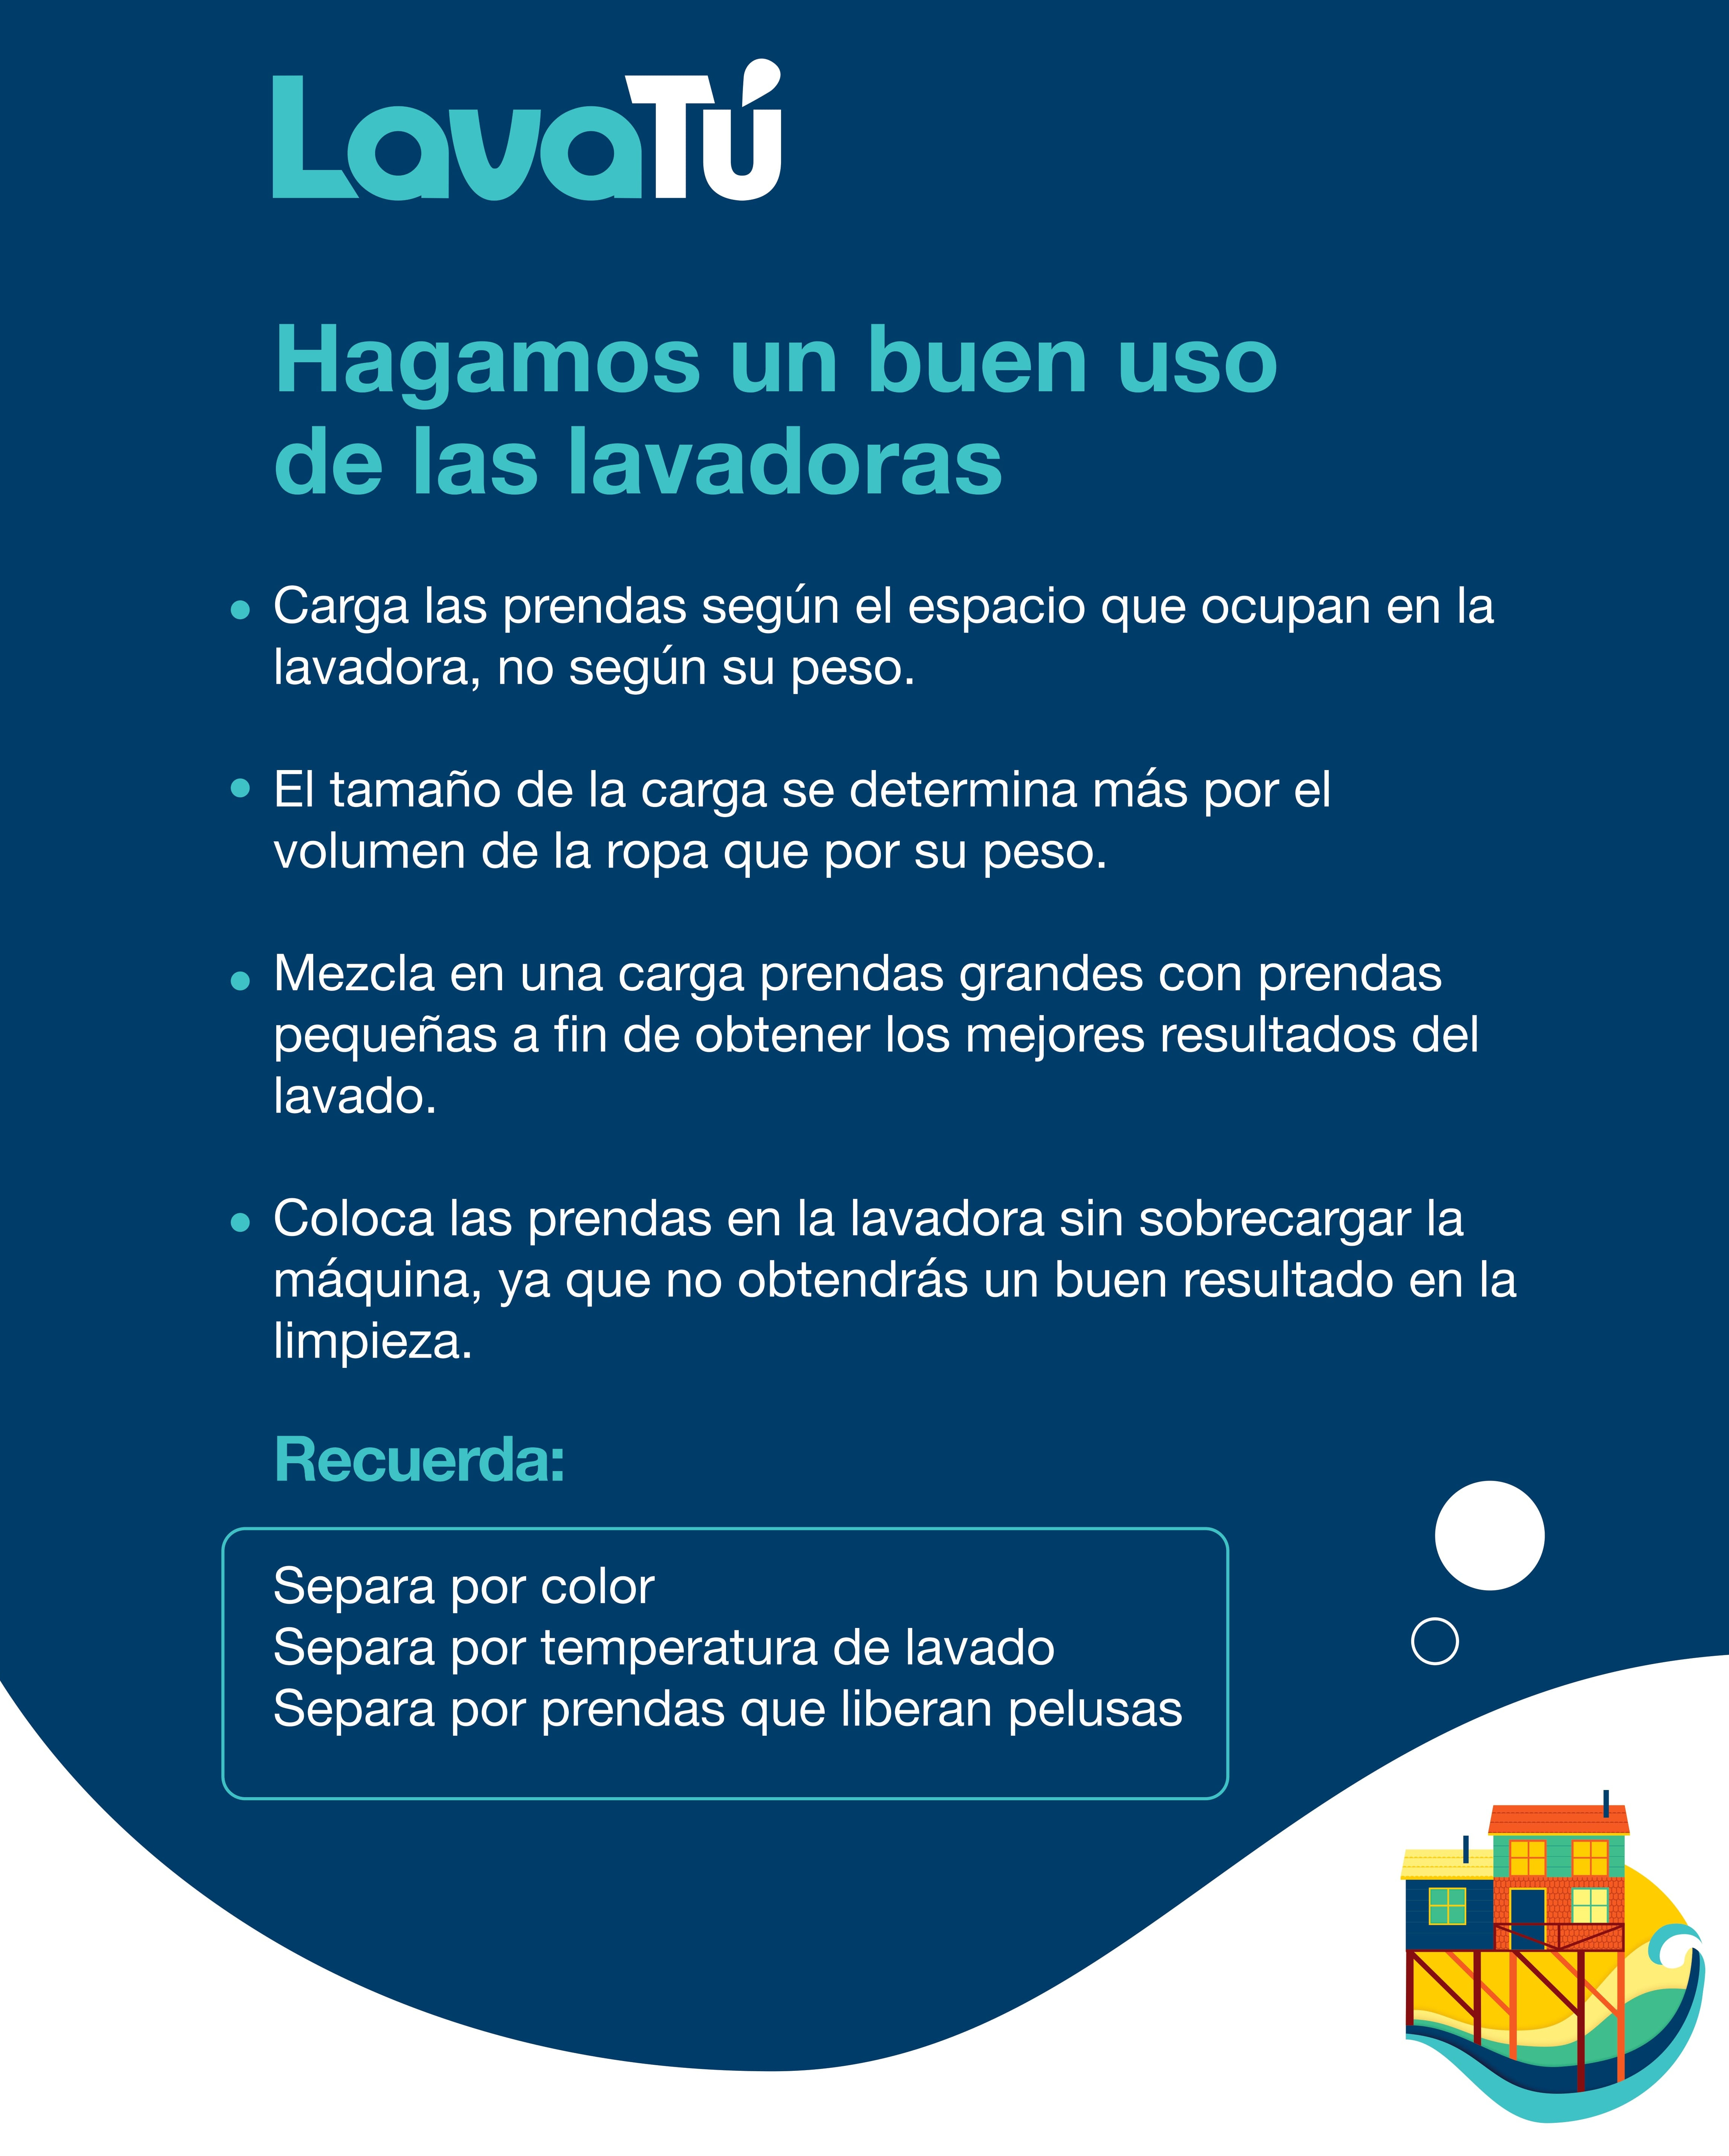 LavaTú
Hagamos un buen uso
de las lavadoras
• Carga las prendas según el espacio que ocupan en la
lavadora, no según su peso.
• El tamaño de la carga se determina más por el
volumen de la ropa que por su peso.
• Mezcla en una carga prendas grandes con prendas
pequeñas a fin de obtener los mejores resultados del
lavado.
• Coloca las prendas en la lavadora sin sobrecargar la
máquina, ya que no obtendrás un buen resultado en la
limpieza.
Recuerda:
Separa por color
Separa por temperatura de lavado
Separa por prendas que liberan pelusas